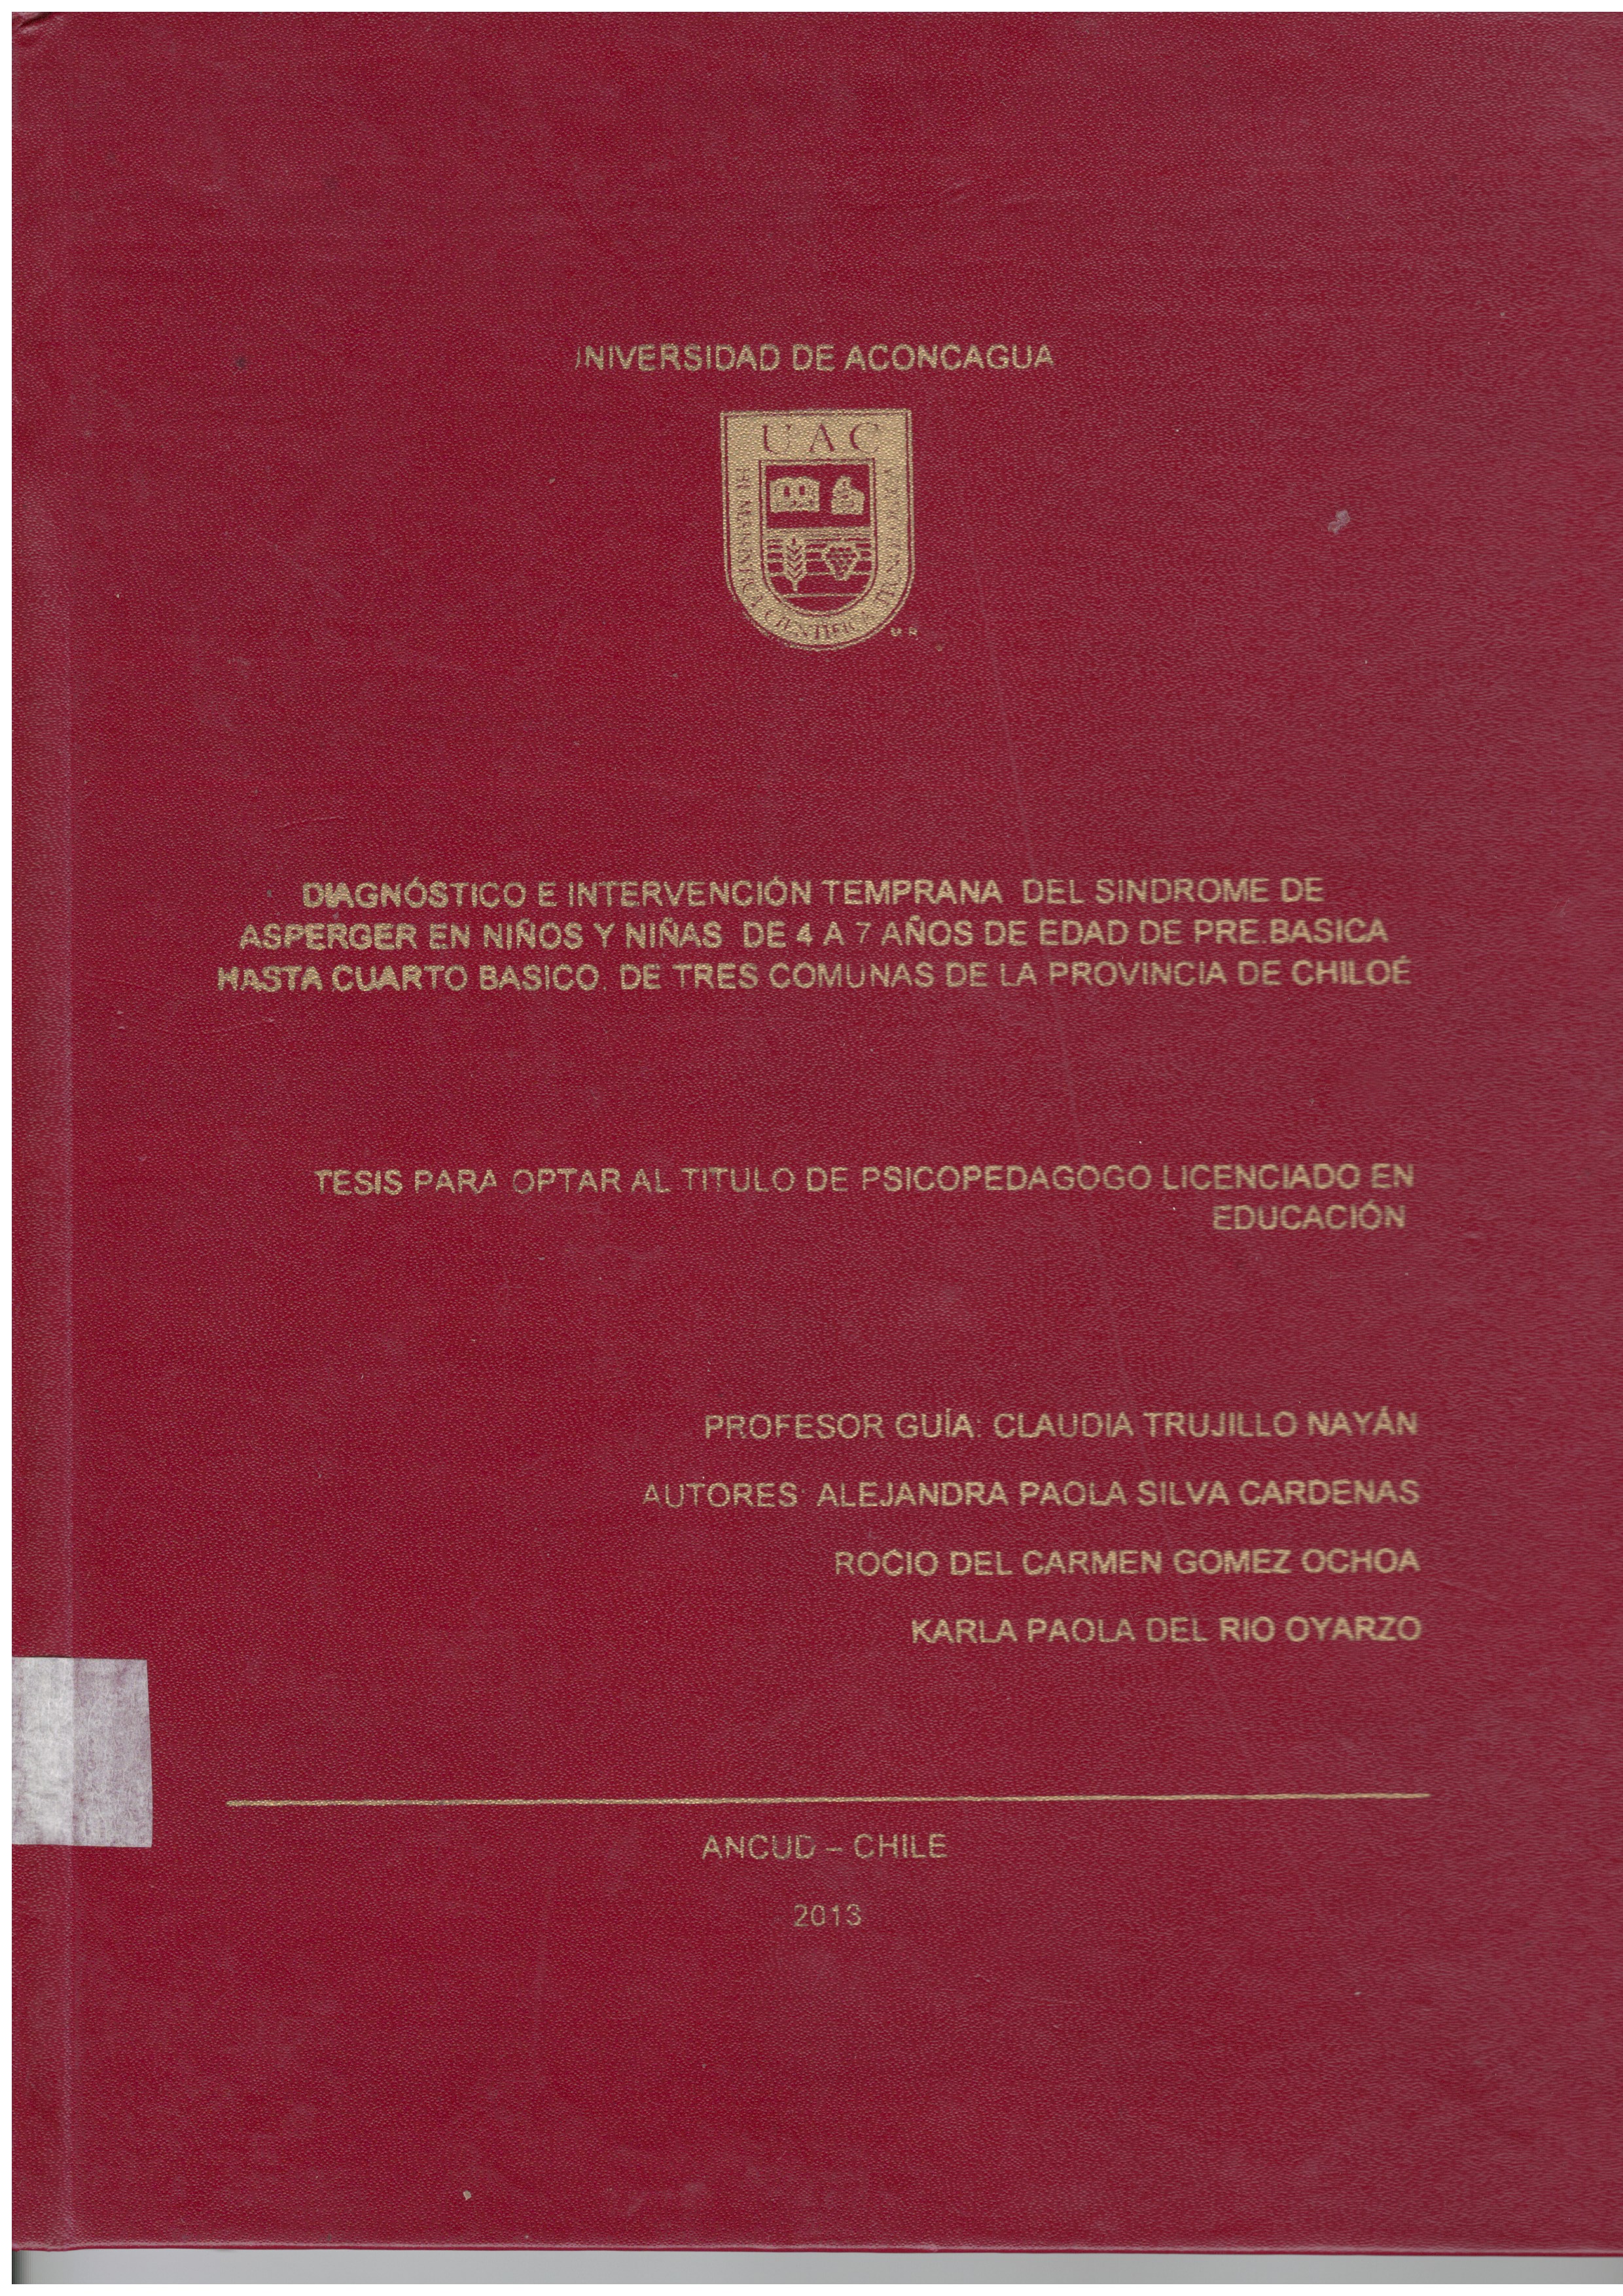 UNIVERSIDAD DE ACONCAGUA
UAC
HUMANISTICA CIENTIFICA TECNOLOGICA
M R
DIAGNÓSTICO E INTERVENCIÓN TEMPRANA DEL SINDROME DE
ASPERGER EN NIÑOS Y NIÑAS DE 4 A 7 AÑOS DE EDAD DE PRE.BASICA
HASTA CUARTO BASICO. DE TRES COMUNAS DE LA PROVINCIA DE CHILOÉ
TESIS PARA OPTAR AL TITULO DE PSICOPEDAGOGO LICENCIADO EN
EDUCACIÓN
PROFESOR GUÍA: CLAUDIA TRUJILLO NAYÁN
AUTORES: ALEJANDRA PAOLA SILVA CARDENAS
ROCIO DEL CARMEN GOMEZ OCHOA
KARLA PAOLA DEL RIO OYARZO
ANCUD – CHILE
2013